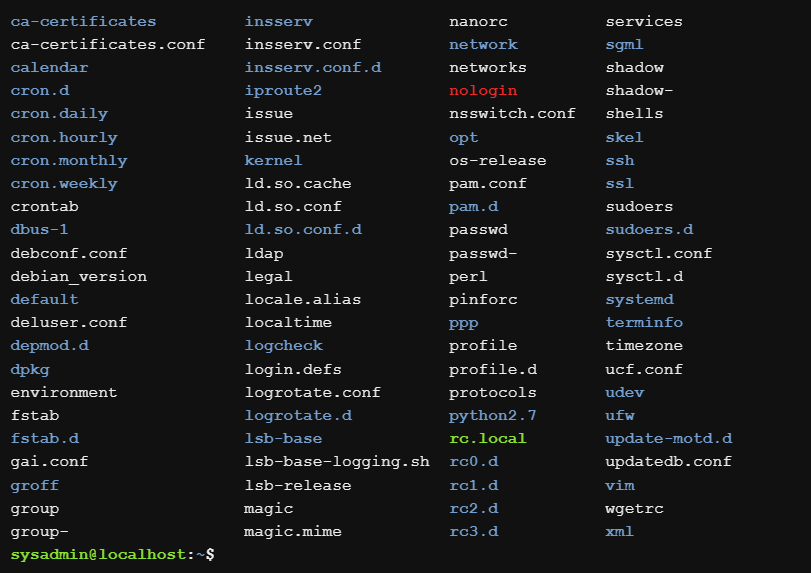 ca-certificates insserv nanorc services
ca-certificates.conf insserv.conf network sgml
calendar insserv.conf.d networks shadow
cron.d iproute2 nologin shadow-
cron.daily issue nsswitch.conf shells
cron.hourly issue.net opt skel
cron.monthly kernel os-release ssh
cron.weekly ld.so.cache pam.conf ssl
crontab ld.so.conf pam.d sudoers
dbus-1 ld.so.conf.d passwd sudoers.d
debconf.conf ldap passwd- sysctl.conf
debian_version legal perl sysctl.d
default locale.alias pinforc systemd
deluser.conf localtime ppp terminfo
depmod.d logcheck profile timezone
dpkg login.defs profile.d ucf.conf
environment logrotate.conf protocols udev
fstab logrotate.d python2.7 ufw
fstab.d lsb-base rc.local update-motd.d
gai.conf lsb-base-logging.sh rc0.d updatedb.conf
groff lsb-release rc1.d vim
group magic rc2.d wgetrc
group- magic.mime rc3.d xml
sysadmin@localhost:~$